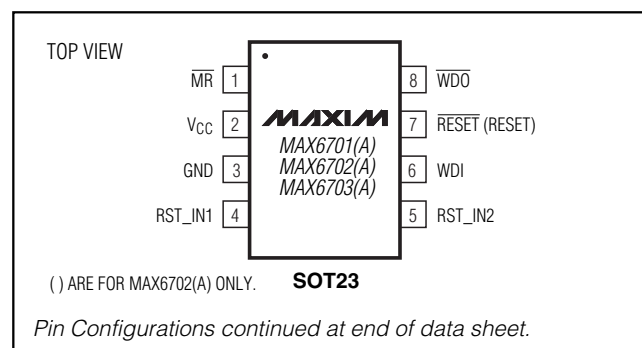 TOP VIEW
MR 1
8 WDO
VCC 2
MAXIM
7 RESET (RESET)
MAX6701(A)
MAX6702(A)
MAX6703(A)
GND 3
6 WDI
RST_IN1 4
5 RST_IN2
( ) ARE FOR MAX6702(A) ONLY.
SOT23
Pin Configurations continued at end of data sheet.